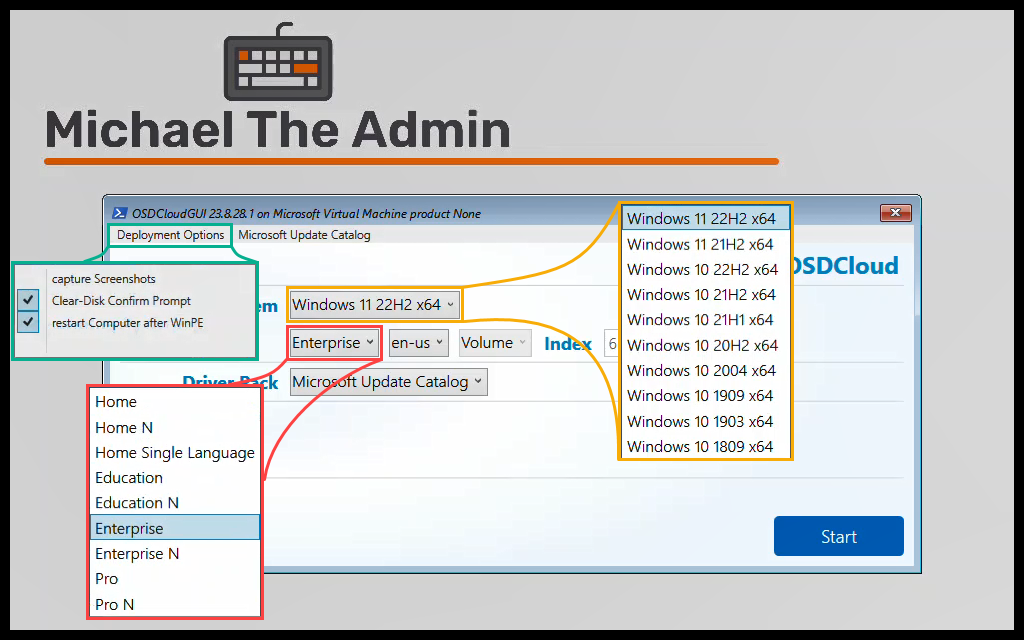 Michael The Admin
OSDCloudGUI 23.8.28.1 on Microsoft Virtual Machine product None
Deployment Options
Microsoft Update Catalog
capture Screenshots
Clear-Disk Confirm Prompt
restart Computer after WinPE
OSDCloud
em
Windows 11 22H2 x64
Enterprise
en-us
Volume
Index
6
Driver Pack
Microsoft Update Catalog
Windows 11 22H2 x64
Windows 11 21H2 x64
Windows 10 22H2 x64
Windows 10 21H2 x64
Windows 10 21H1 x64
Windows 10 20H2 x64
Windows 10 2004 x64
Windows 10 1909 x64
Windows 10 1903 x64
Windows 10 1809 x64
Home
Home N
Home Single Language
Education
Education N
Enterprise
Enterprise N
Pro
Pro N
Start